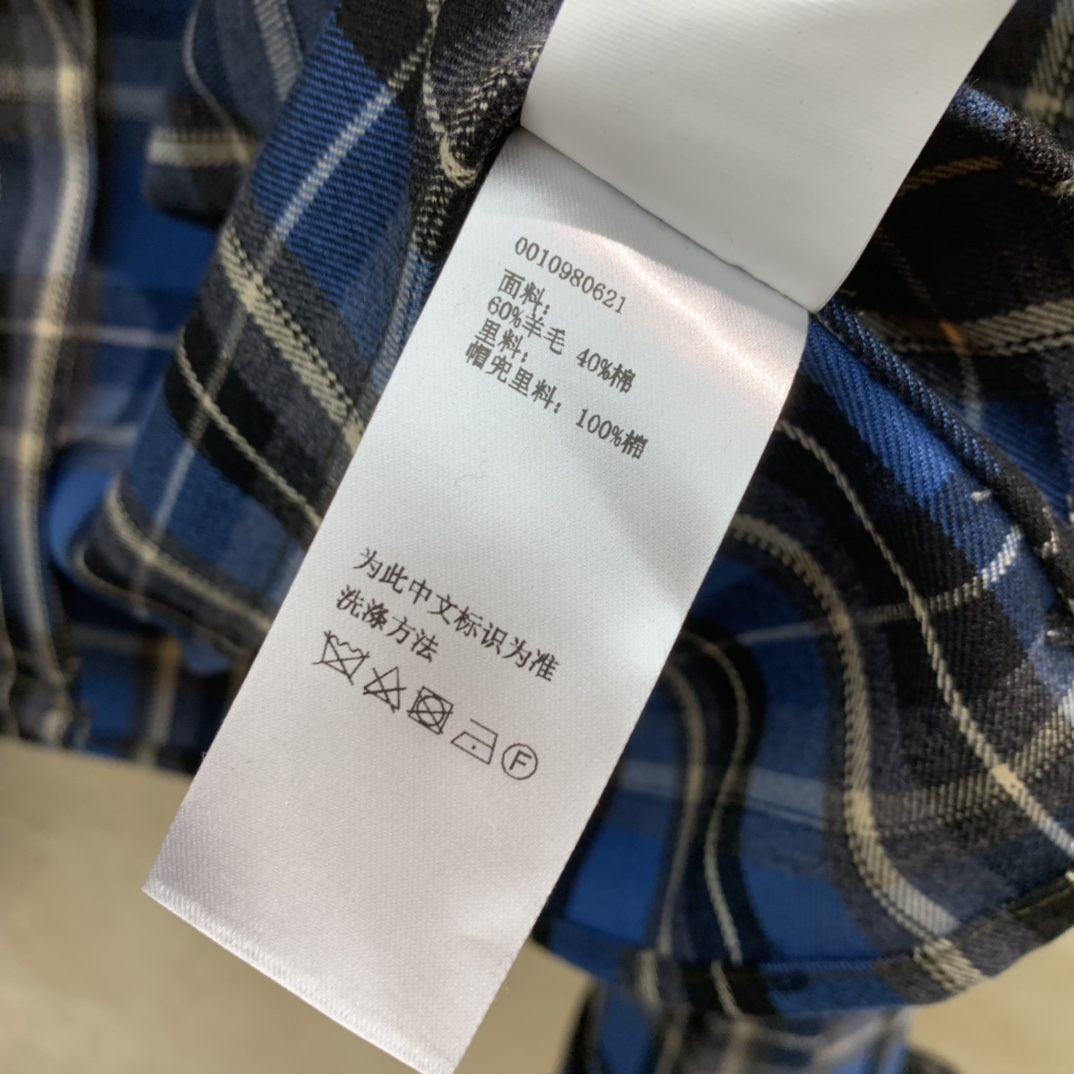 0010980621
面料:
60%羊毛 40%棉
里料:
帽兜里料: 100%棉
为此中文标识为准
洗涤方法
F